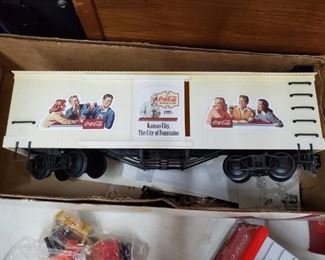 Coca-Cola
Coca-Cola
1995
Kansas City,
The City of Fountains
Coca-Cola